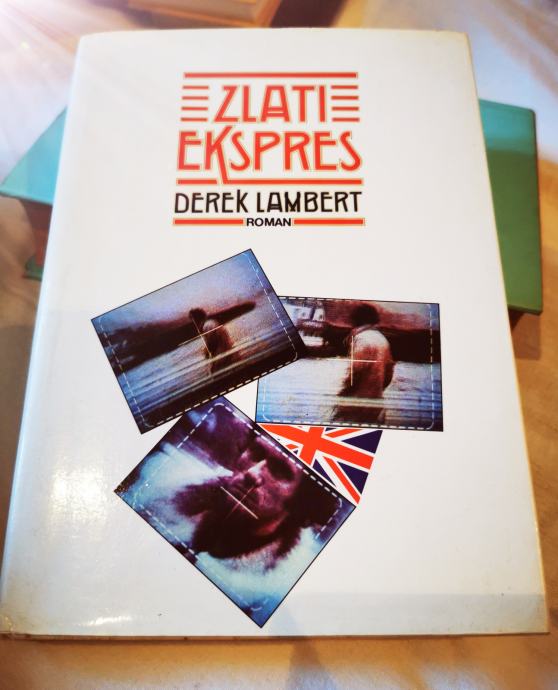 ZLATI
EKSPRES
DEREK LAMBERT
ROMAN